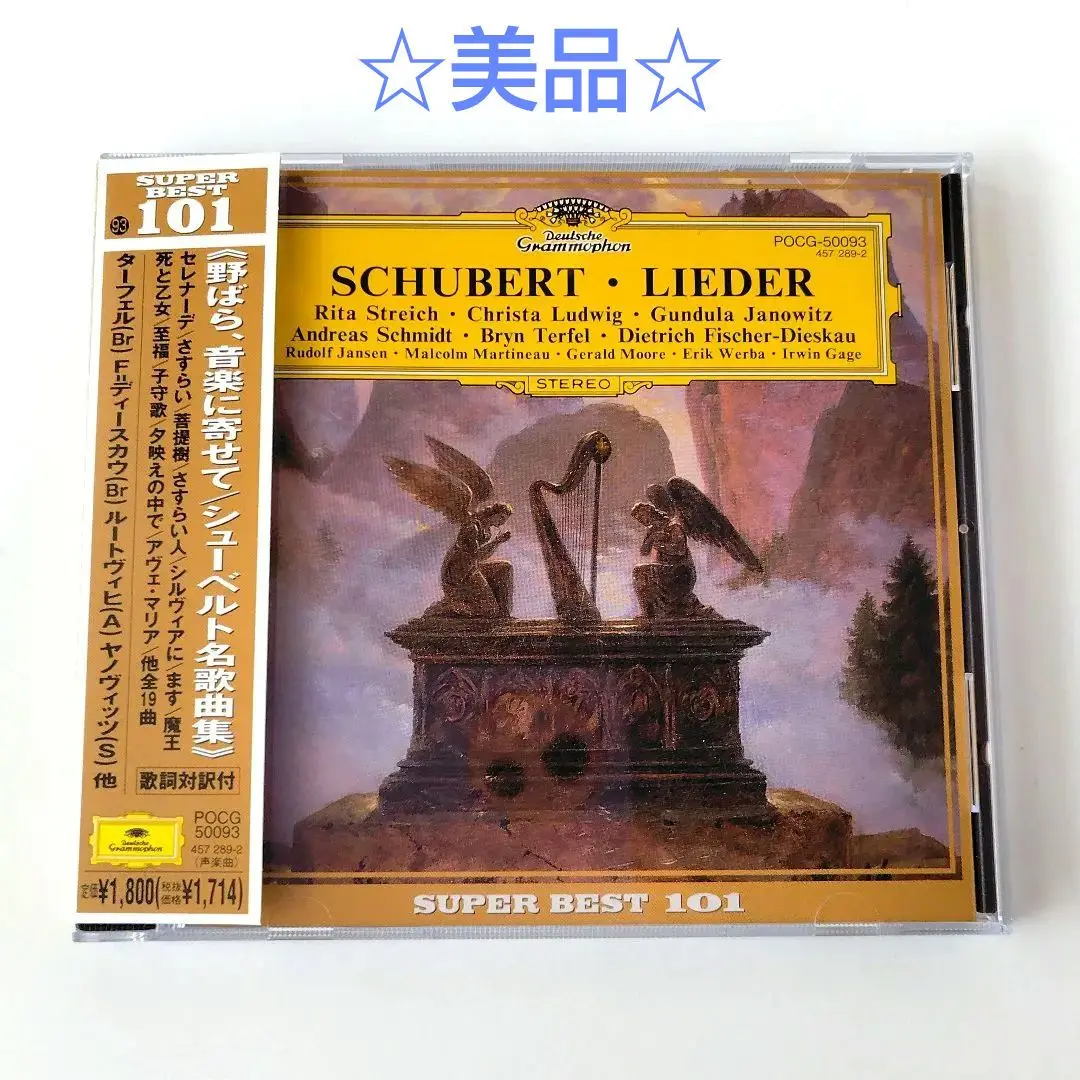 ☆美品☆
SUPER
BEST
101
93
《野ばら、音楽に寄せて/シューベルト名歌曲集》
セレナーデ/さすらい/菩提樹/さすらい人/シルヴィアに/ます/魔王
死と乙女/至福/子守歌/夕映えの中で/アヴェ・マリア/他全19曲
ターフェル(Br) F=ディースカウ(Br) ルートヴィヒ(A) ヤノヴィッツ(S) 他
歌詞対訳付
Deutsche
Grammophon
POCG
50093
457 289-2
(声楽曲)
定価¥1,800(税抜価格¥1,714)
Deutsche
Grammophon
POCG-50093
457 289-2
SCHUBERT・LIEDER
Rita Streich・Christa Ludwig・Gundula Janowitz
Andreas Schmidt・Bryn Terfel・Dietrich Fischer-Dieskau
Rudolf Jansen・Malcolm Martineau・Gerald Moore・Erik Werba・Irwin Gage
STEREO
SUPER BEST 101